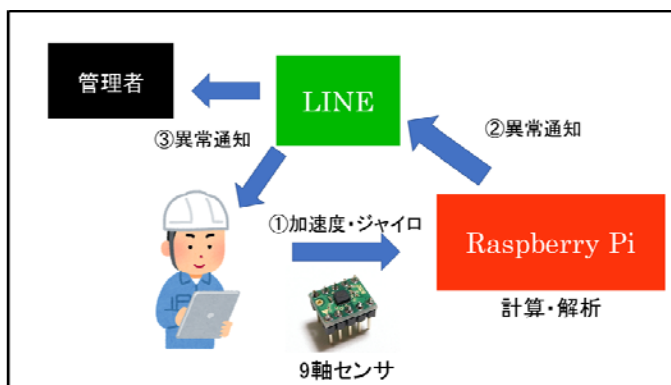 管理者
LINE
③異常通知
②異常通知
①加速度・ジャイロ
Raspberry Pi
計算・解析
9軸センサ